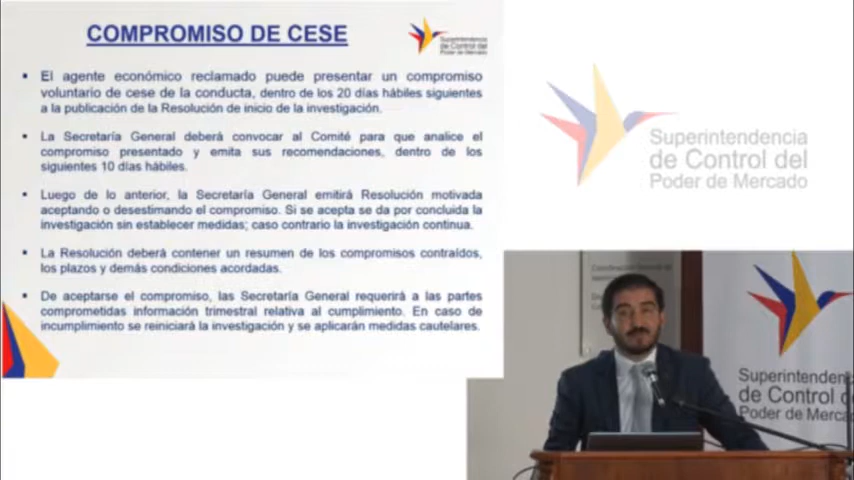 COMPROMISO DE CESE
Superintendencia
de Control del
Poder de Mercado
▪ El agente económico reclamado puede presentar un compromiso
voluntario de cese de la conducta, dentro de los 20 días hábiles siguientes
a la publicación de la Resolución de inicio de la investigación.
▪ La Secretaría General deberá convocar al Comité para que analice el
compromiso presentado y emita sus recomendaciones, dentro de los
siguientes 10 días hábiles.
▪ Luego de lo anterior, la Secretaría General emitirá Resolución motivada
aceptando o desestimando el compromiso. Si se acepta se da por concluida la
investigación sin establecer medidas; caso contrario la investigación continua.
▪ La Resolución deberá contener un resumen de los compromisos contraídos,
los plazos y demás condiciones acordadas.
▪ De aceptarse el compromiso, las Secretaría General requerirá a las partes
comprometidas información trimestral relativa al cumplimiento. En caso de
incumplimiento se reiniciará la investigación y se aplicarán medidas cautelares.
Superintendencia
de Control del
Poder de Mercado
Superintendenc
de Control d
Poder de Merca